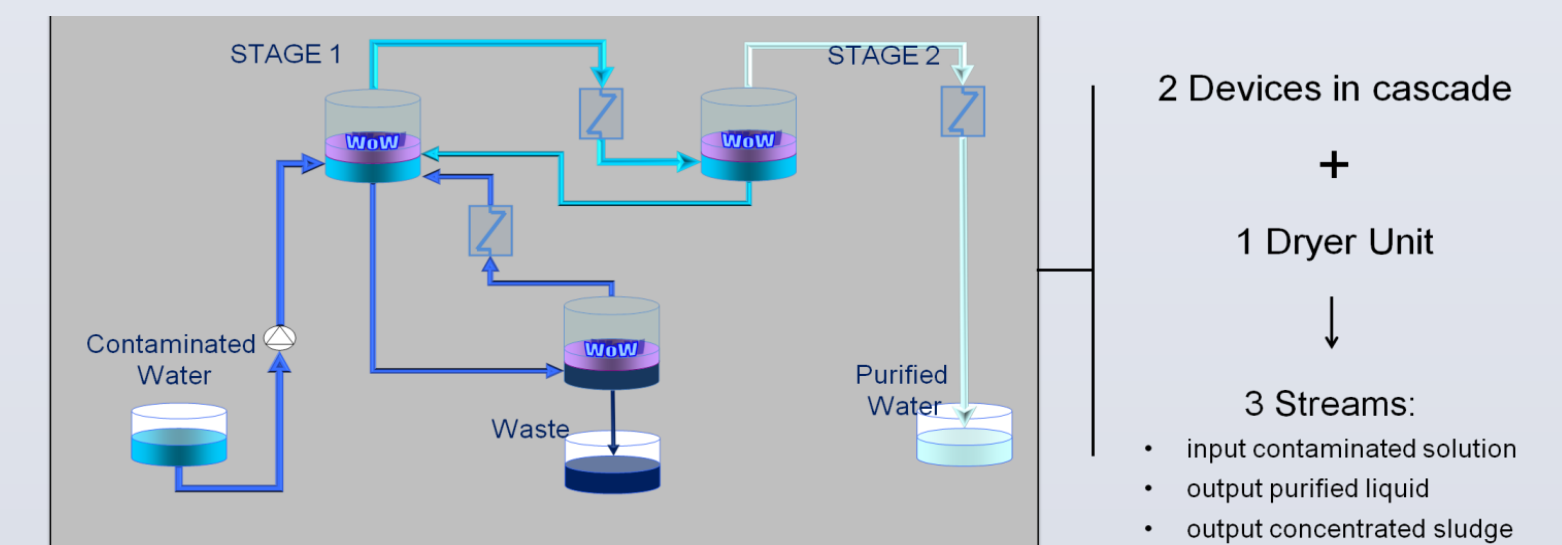 STAGE 1
STAGE 2
WoW
WoW
WoW
Contaminated
Water
Waste
Purified
Water
2 Devices in cascade
+
1 Dryer Unit
3 Streams:
• input contaminated solution
• output purified liquid
• output concentrated sludge